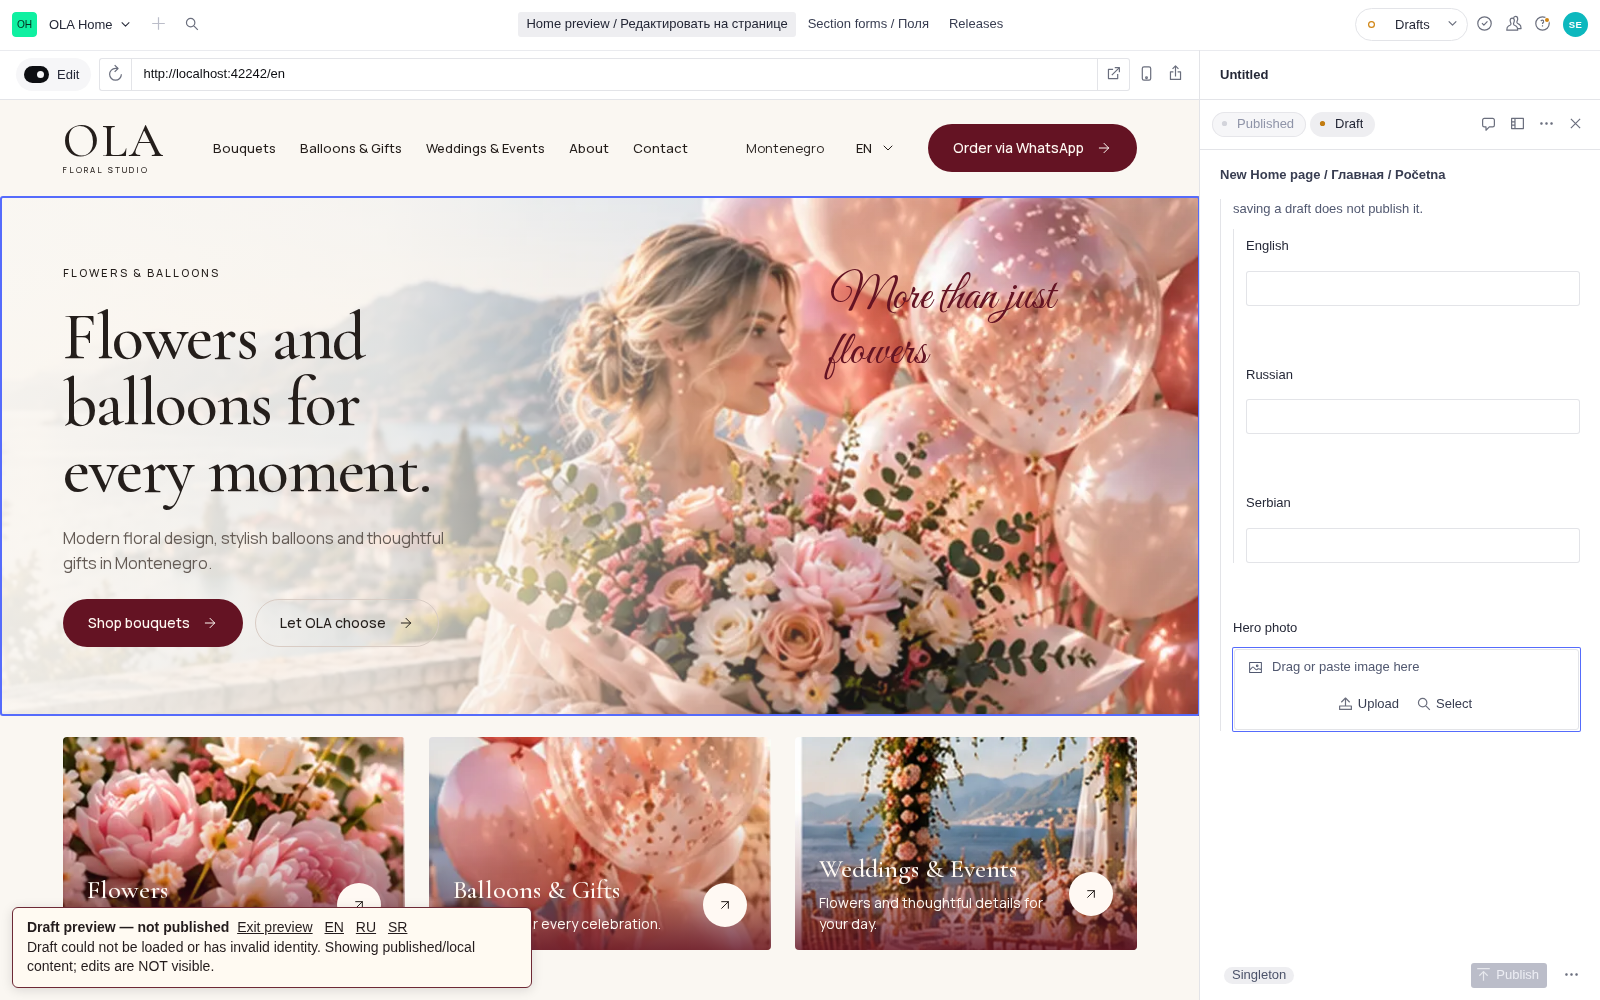 OH
OLA Home
Home preview / Редактировать на странице
Section forms / Поля
Releases
Drafts
SE
Edit
http://localhost:42242/en
Untitled
Published
Draft
OLA
FLORAL STUDIO
Bouquets
Balloons & Gifts
Weddings & Events
About
Contact
Montenegro
EN
Order via WhatsApp
New Home page / Главная / Početna
saving a draft does not publish it.
English
Russian
Serbian
Hero photo
Drag or paste image here
Upload
Select
FLOWERS & BALLOONS
Flowers and
balloons for
every moment.
More than just
flowers
Modern floral design, stylish balloons and thoughtful
gifts in Montenegro.
Shop bouquets
Let OLA choose
Flowers
Balloons & Gifts
r every celebration.
Weddings & Events
Flowers and thoughtful details for
your day.
Draft preview — not published Exit preview EN RU SR
Draft could not be loaded or has invalid identity. Showing published/local
content; edits are NOT visible.
Singleton
Publish